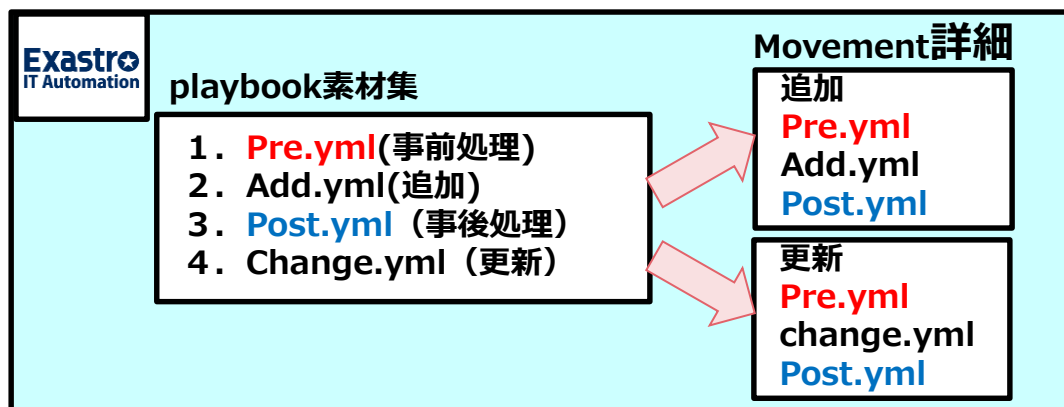 Exastro
IT Automation
playbook素材集
1．Pre.yml(事前処理)
2．Add.yml(追加)
3．Post.yml（事後処理）
4．Change.yml（更新）
Movement詳細
追加
Pre.yml
Add.yml
Post.yml
更新
Pre.yml
change.yml
Post.yml